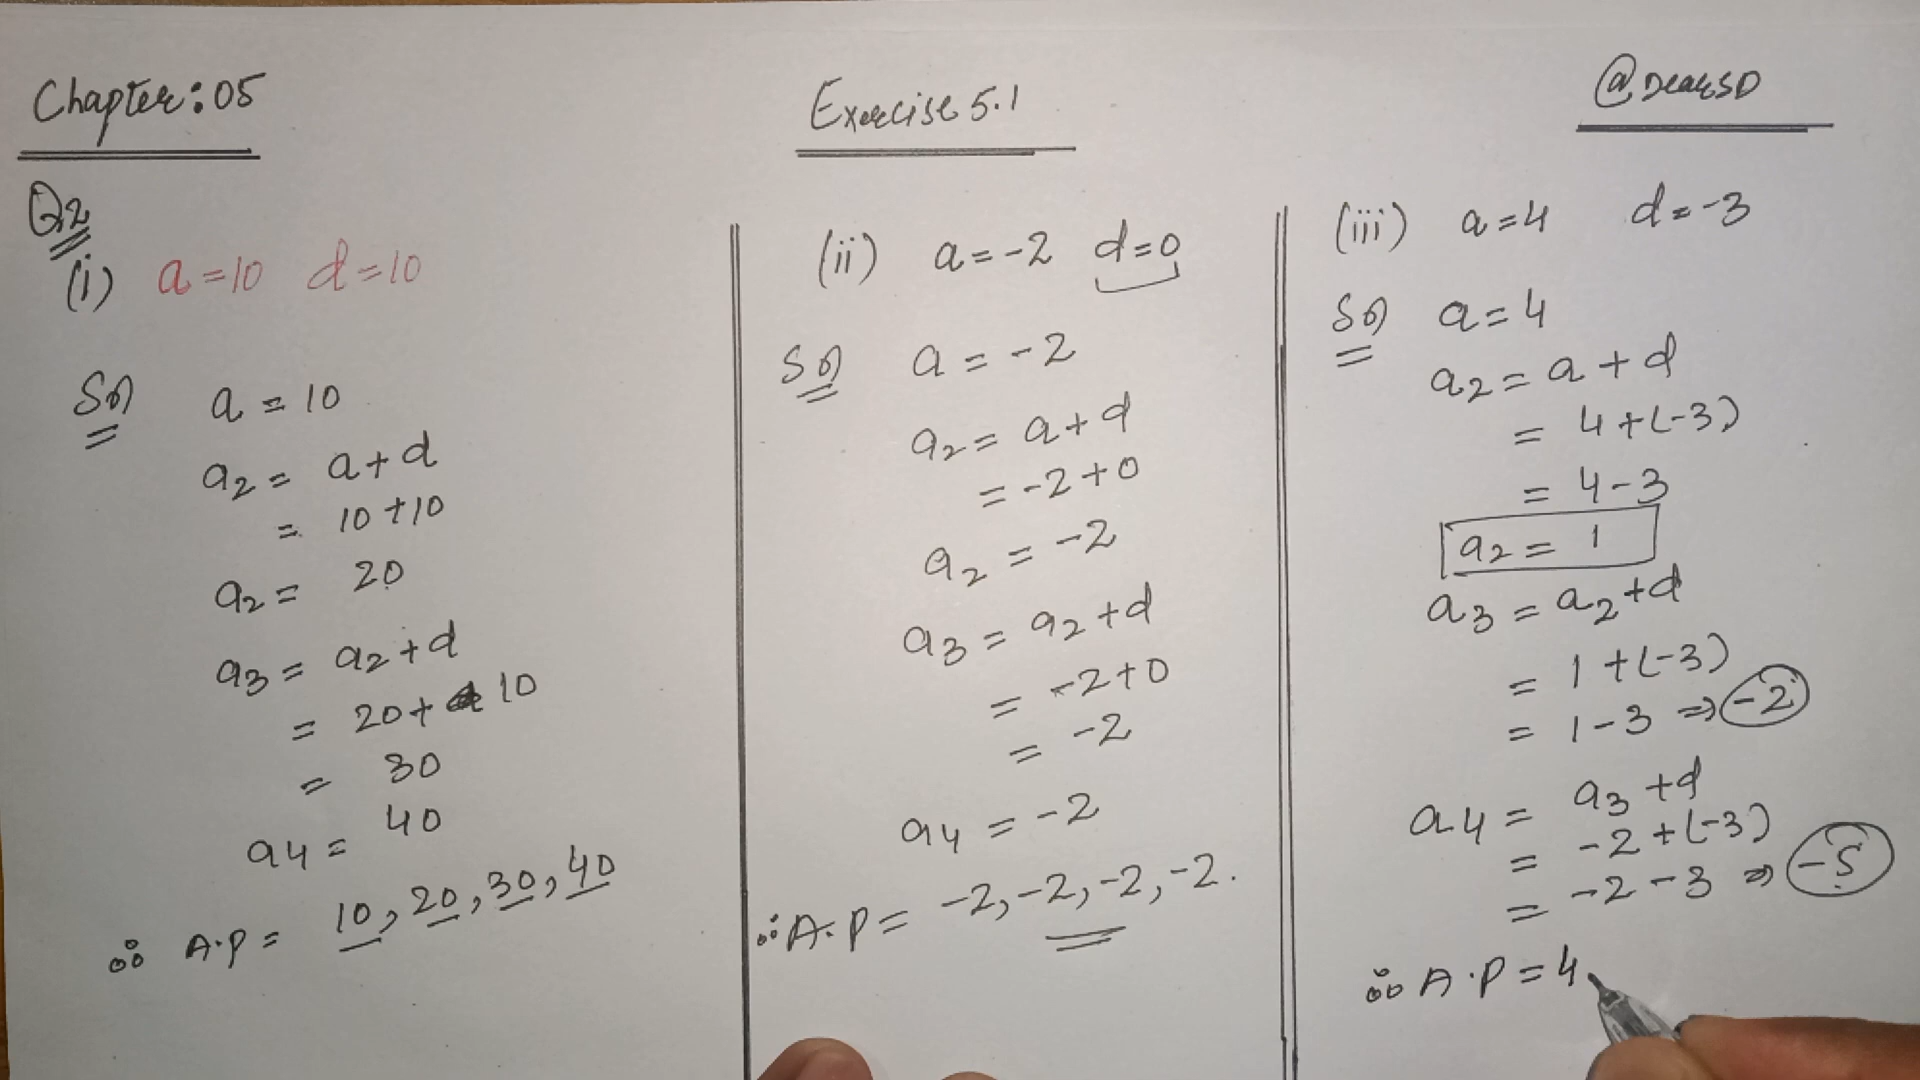 Chapter: 05
Exercise 5.1
@DearSD
Q2
(i) a=10 d=10
Sol a = 10
a2 = a+d
= 10+10
a2 = 20
a3 = a2+d
= 20+ 10
= 30
a4 = 40
∴ A.P = 10, 20, 30, 40
(ii) a=-2 d=0
Sol a = -2
a2 = a+d
= -2+0
a2 = -2
a3 = a2+d
= -2+0
= -2
a4 = -2
∴ A.P = -2, -2, -2, -2.
(iii) a=4 d=-3
Sol a=4
a2 = a+d
= 4+(-3)
= 4-3
a2 = 1
a3 = a2+d
= 1+(-3)
= 1-3 ⇒ -2
a4 = a3+d
= -2+(-3)
= -2-3 ⇒ -5
∴ A.P = 4